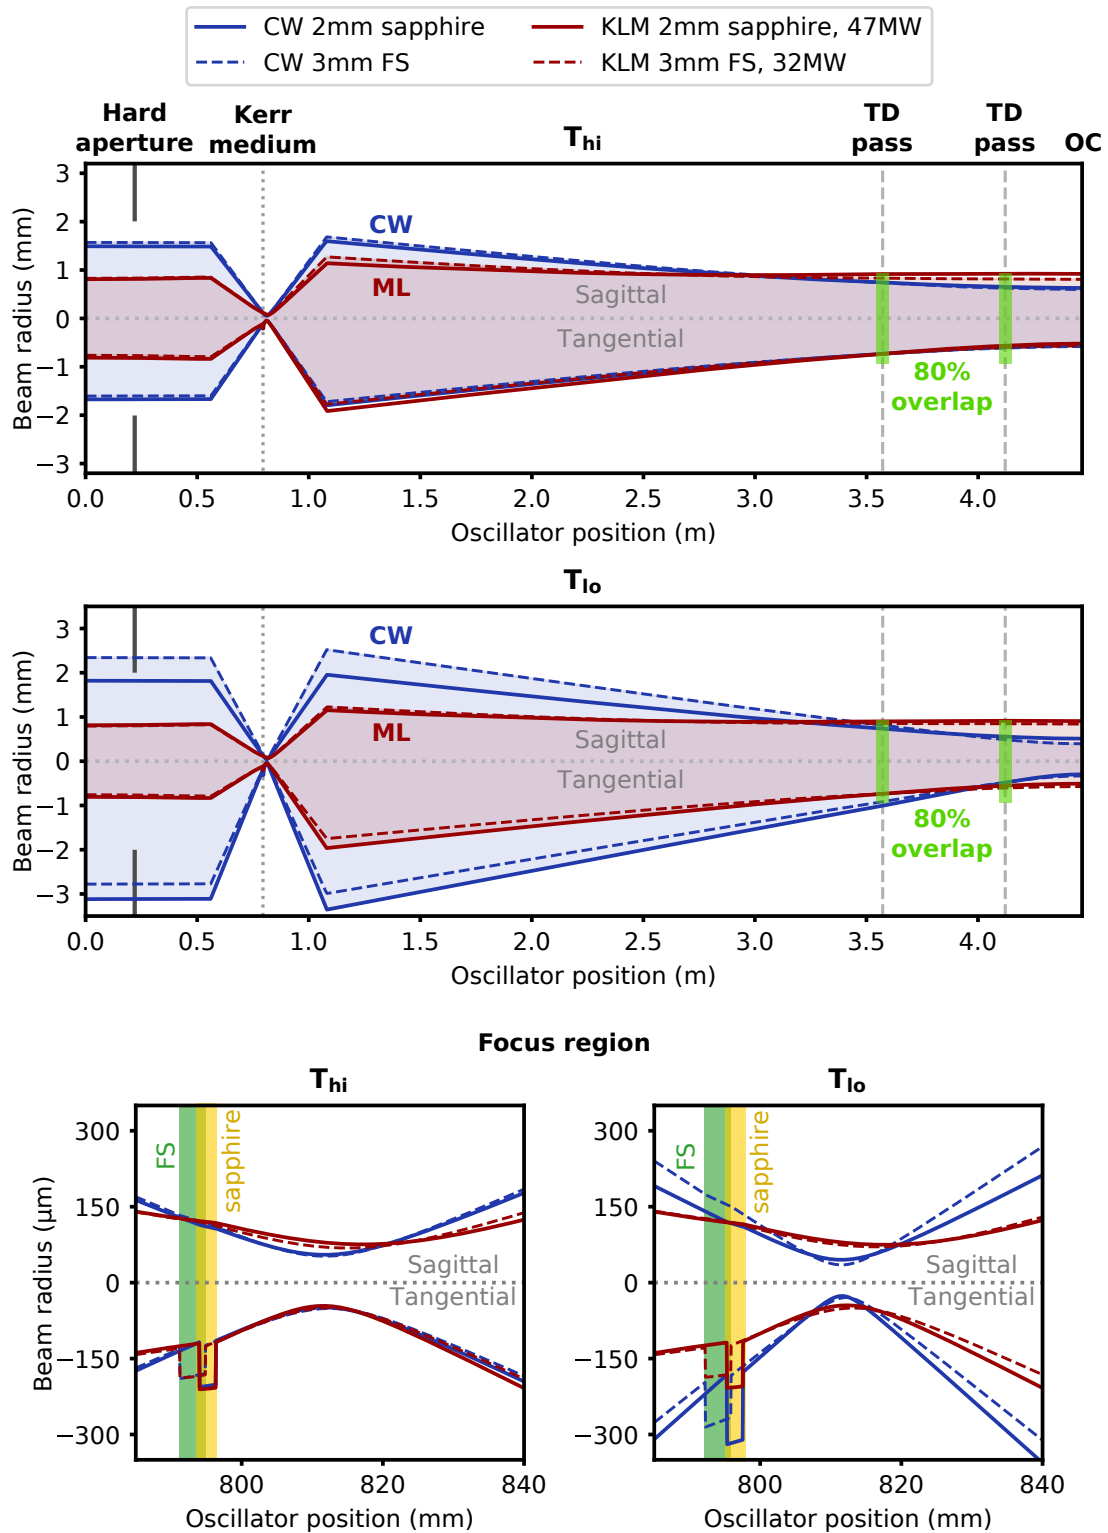 CW 2mm sapphire
KLM 2mm sapphire, 47MW
CW 3mm FS
KLM 3mm FS, 32MW
Hard
aperture
Kerr
medium
T_hi
TD
pass
TD
pass
OC
Beam radius (mm)
3
2
1
0
−1
−2
−3
CW
ML
Sagittal
Tangential
80%
overlap
0.0 0.5 1.0 1.5 2.0 2.5 3.0 3.5 4.0
Oscillator position (m)
T_lo
Beam radius (mm)
3
2
1
0
−1
−2
−3
CW
ML
Sagittal
Tangential
80%
overlap
0.0 0.5 1.0 1.5 2.0 2.5 3.0 3.5 4.0
Oscillator position (m)
Focus region
T_hi
Beam radius (µm)
300
150
0
−150
−300
FS
sapphire
Sagittal
Tangential
800 820 840
Oscillator position (mm)
T_lo
300
150
0
−150
−300
FS
sapphire
Sagittal
Tangential
800 820 840
Oscillator position (mm)